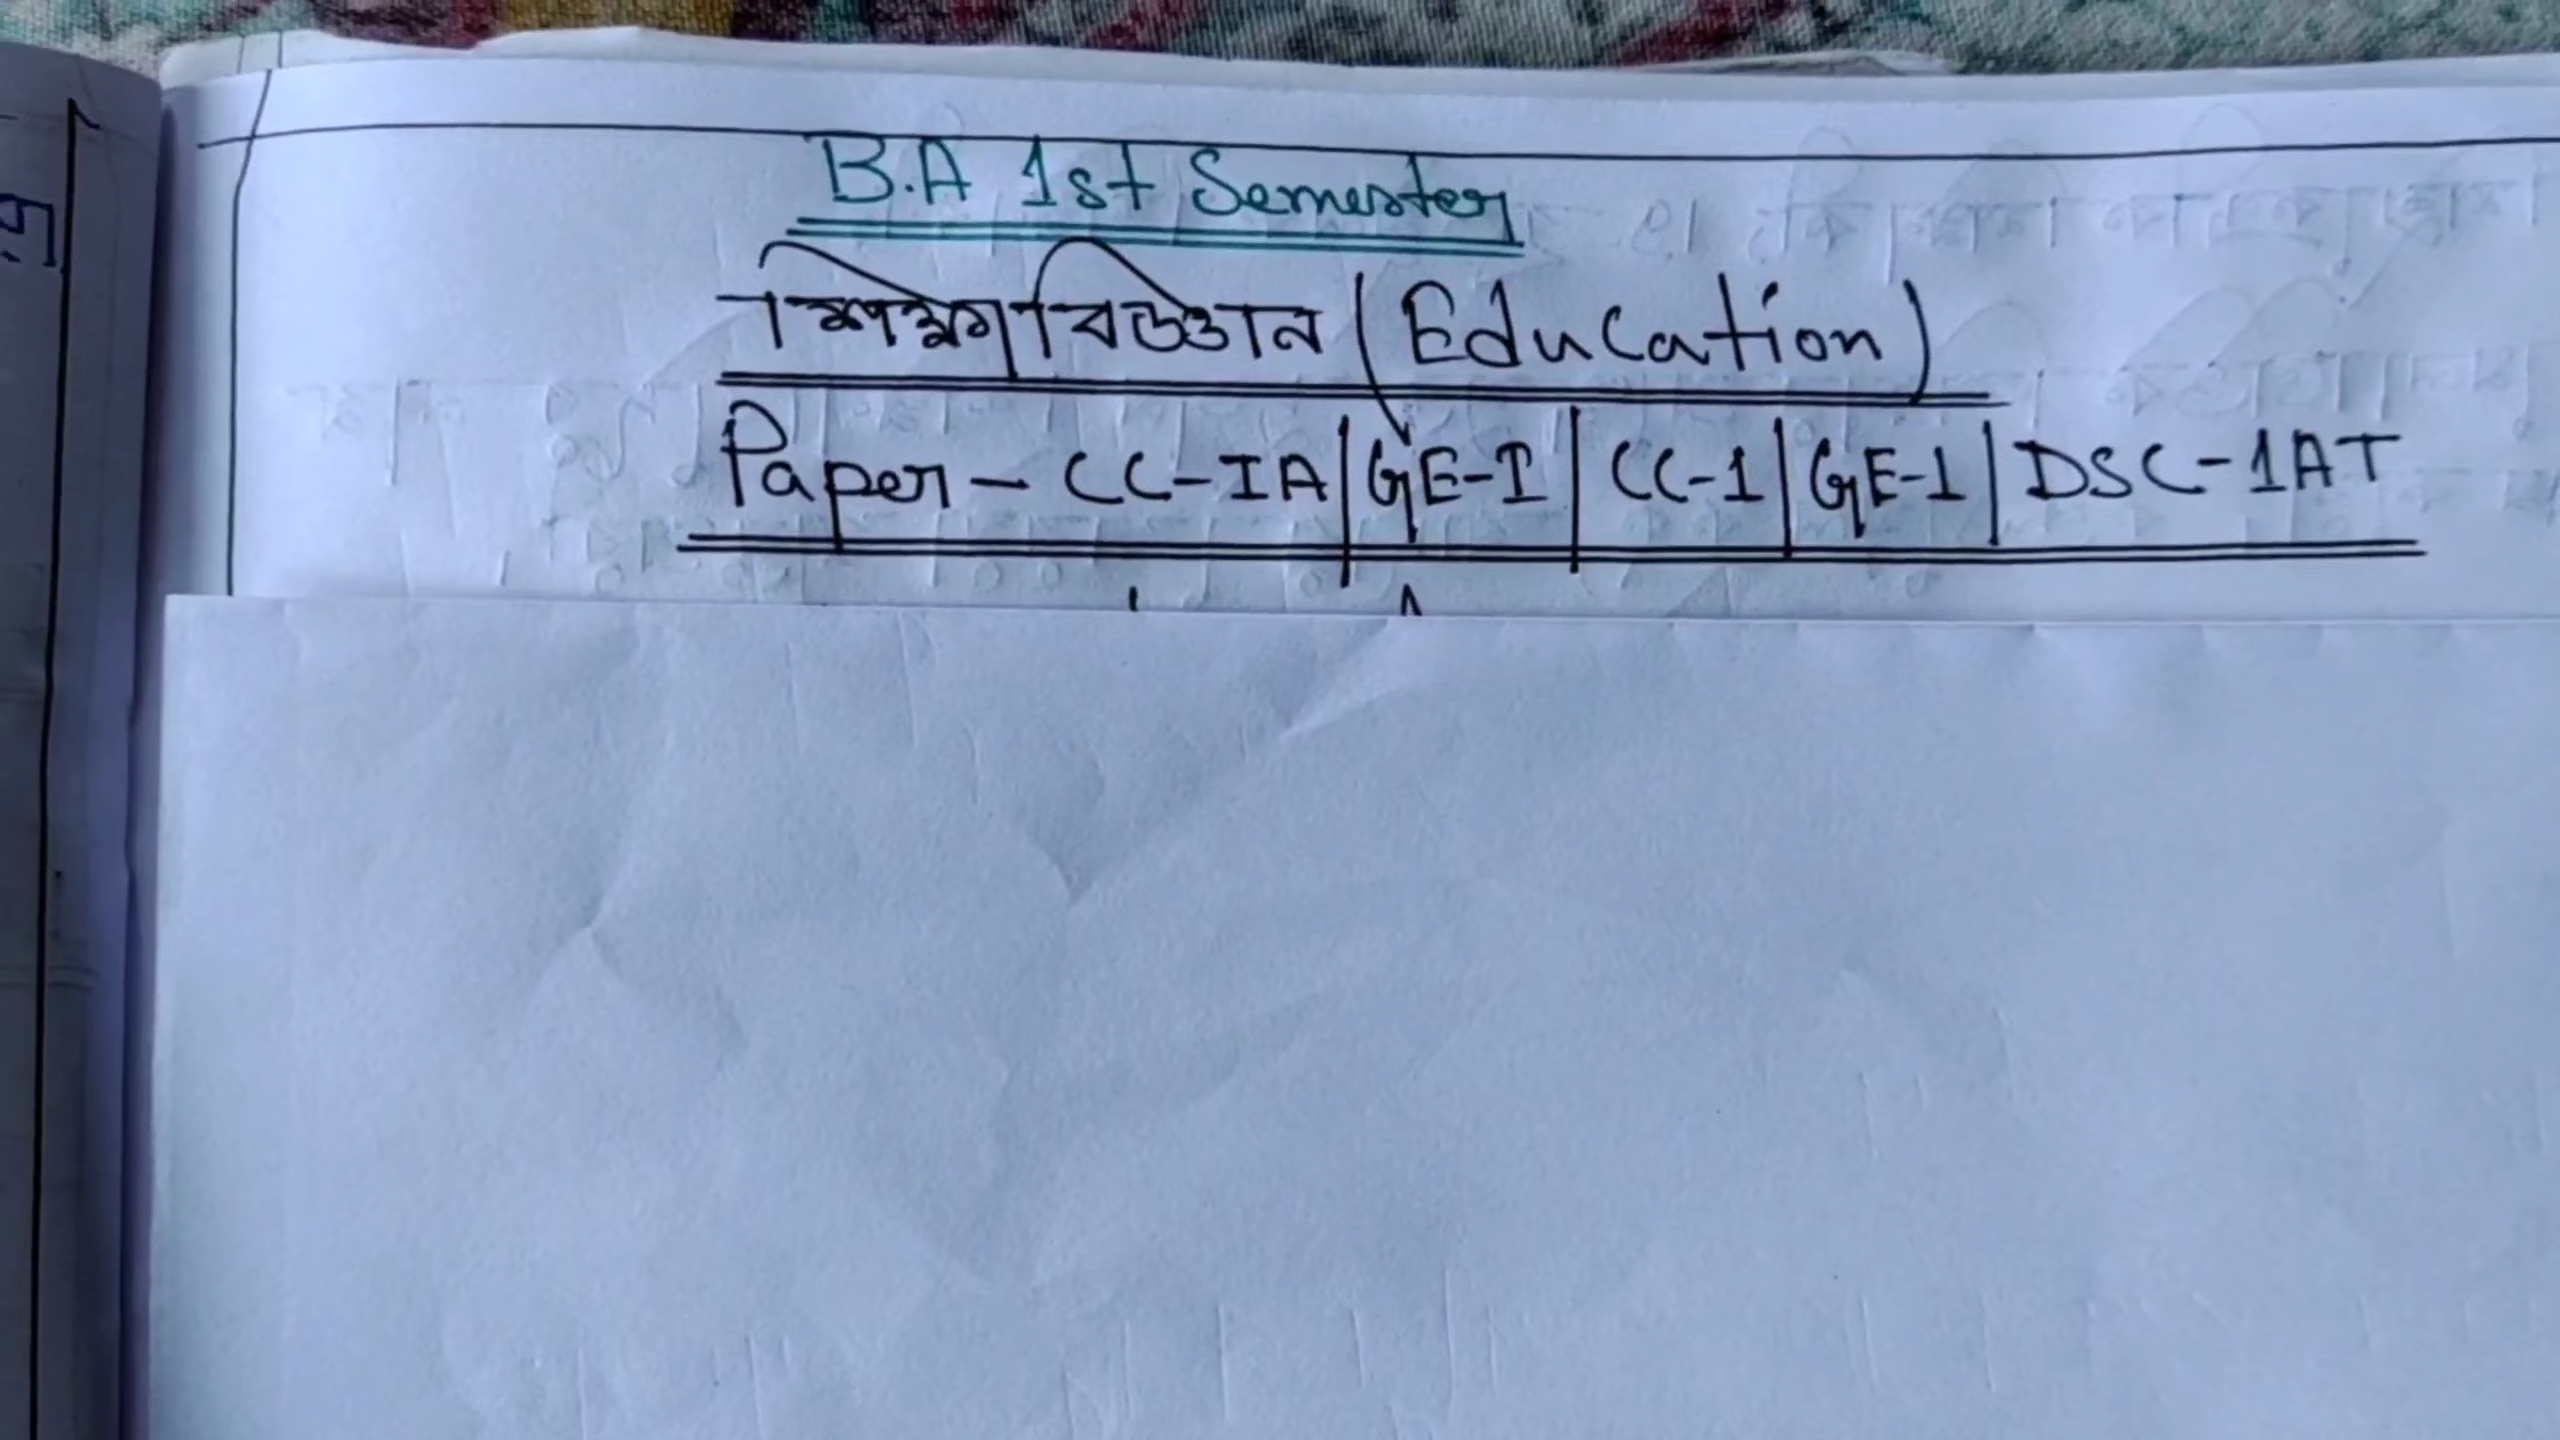 B.A 1st Semester
শিক্ষাবিজ্ঞান (Education)
Paper - CC-IA|GE-I|CC-1|GE-1|DSC-1AT